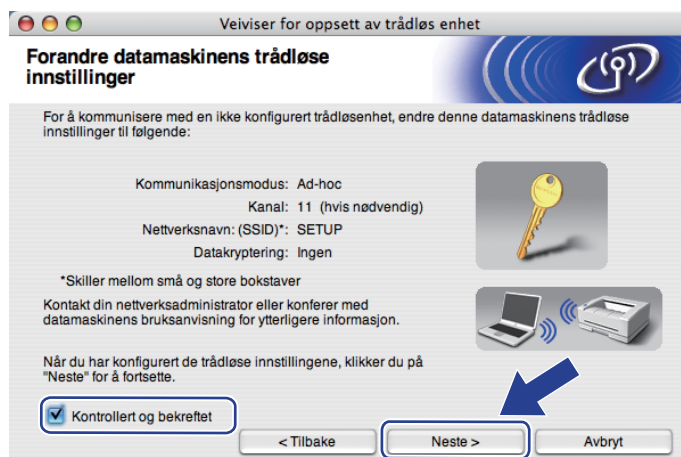 Veiviser for oppsett av trådløs enhet
Forandre datamaskinens trådløse
innstillinger
For å kommunisere med en ikke konfigurert trådløsenhet, endre denne datamaskinens trådløse
innstillinger til følgende:
Kommunikasjonsmodus: Ad-hoc
Kanal: 11 (hvis nødvendig)
Nettverksnavn: (SSID)*: SETUP
Datakryptering: Ingen
*Skiller mellom små og store bokstaver
Kontakt din nettverksadministrator eller konferer med
datamaskinens bruksanvisning for ytterligere informasjon.
Når du har konfigurert de trådløse innstillingene, klikker du på
"Neste" for å fortsette.
Kontrollert og bekreftet
< Tilbake
Neste >
Avbryt